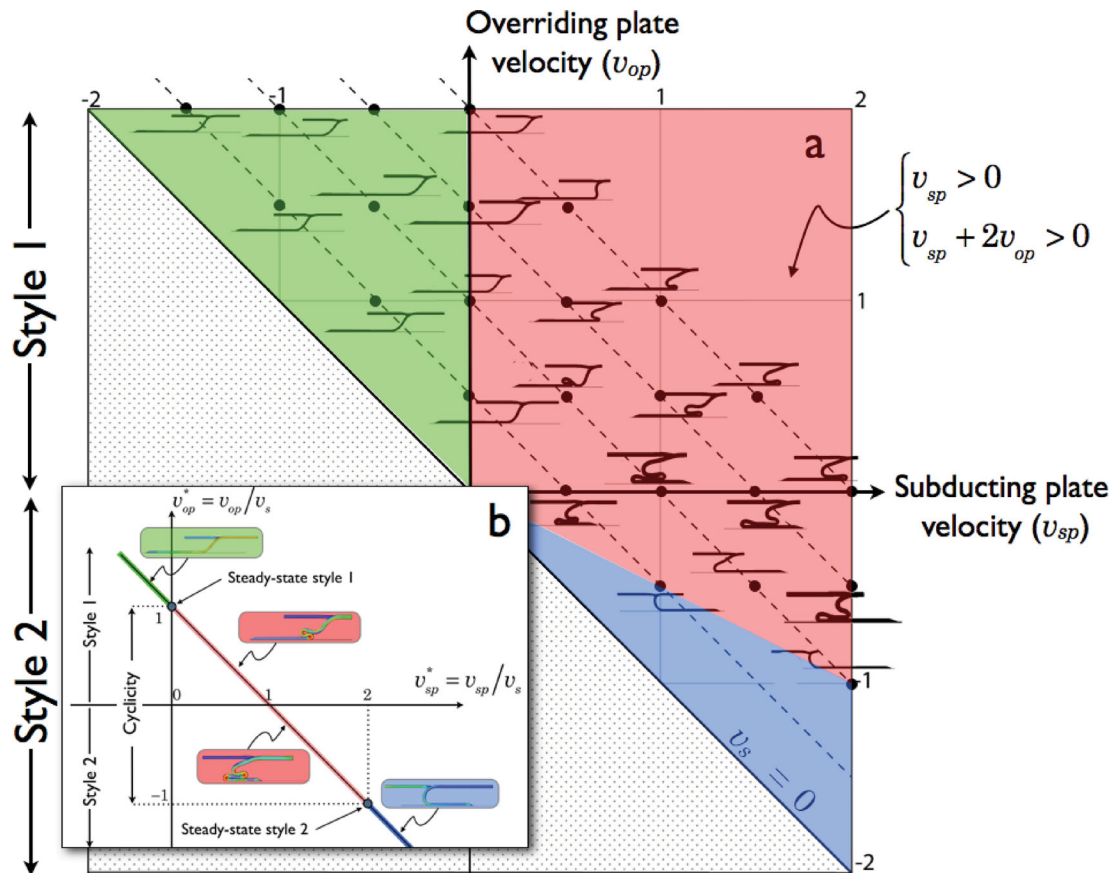 Overriding plate
velocity (v_op)
-2
-1
1
2
a
{v_sp > 0
v_sp + 2v_op > 0
Style 1
1
Subducting plate
velocity (v_sp)
Style 2
b
v*_op = v_op/v_s
Steady-state style 1
Style 1
1
Cyclicity
v*_sp = v_sp/v_s
0
1
2
Style 2
-1
Steady-state style 2
-1
v_s = 0
-2